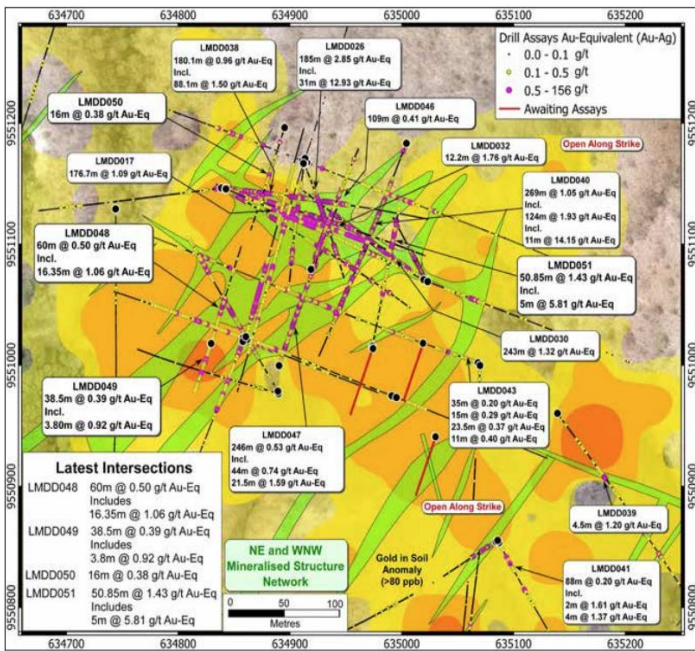 634700 634800 634900 635000 635100 635200
Drill Assays Au-Equivalent (Au-Ag)
0.0 - 0.1 g/t
0.1 - 0.5 g/t
0.5 - 156 g/t
Awaiting Assays
LMDD038
180.1m @ 0.96 g/t Au-Eq
Incl.
88.1m @ 1.50 g/t Au-Eq
LMDD026
185m @ 2.85 g/t Au-Eq
Incl.
31m @ 12.93 g/t Au-Eq
LMDD050
16m @ 0.38 g/t Au-Eq
LMDD046
109m @ 0.41 g/t Au-Eq
LMDD032
12.2m @ 1.76 g/t Au-Eq
Open Along Strike
LMDD017
176.7m @ 1.09 g/t Au-Eq
LMDD040
269m @ 1.05 g/t Au-Eq
Incl.
124m @ 1.93 g/t Au-Eq
Incl.
11m @ 14.15 g/t Au-Eq
LMDD048
60m @ 0.50 g/t Au-Eq
Incl.
16.35m @ 1.06 g/t Au-Eq
LMDD051
50.85m @ 1.43 g/t Au-Eq
Incl.
5m @ 5.81 g/t Au-Eq
LMDD030
243m @ 1.32 g/t Au-Eq
LMDD049
38.5m @ 0.39 g/t Au-Eq
Incl.
3.80m @ 0.92 g/t Au-Eq
LMDD043
35m @ 0.20 g/t Au-Eq
15m @ 0.29 g/t Au-Eq
23.5m @ 0.37 g/t Au-Eq
11m @ 0.40 g/t Au-Eq
LMDD047
246m @ 0.53 g/t Au-Eq
Incl.
44m @ 0.74 g/t Au-Eq
21.5m @ 1.59 g/t Au-Eq
Latest Intersections
LMDD048 60m @ 0.50 g/t Au-Eq
Includes
16.35m @ 1.06 g/t Au-Eq
LMDD049 38.5m @ 0.39 g/t Au-Eq
Includes
3.8m @ 0.92 g/t Au-Eq
LMDD050 16m @ 0.38 g/t Au-Eq
LMDD051 50.85m @ 1.43 g/t Au-Eq
Includes
5m @ 5.81 g/t Au-Eq
NE and WNW
Mineralised Structure
Network
0 50 100
Metres
Open Along Strike
Gold in Soil
Anomaly
(>80 ppb)
LMDD039
4.5m @ 1.20 g/t Au-Eq
LMDD041
88m @ 0.20 g/t Au-Eq
Incl.
2m @ 1.61 g/t Au-Eq
4m @ 1.37 g/t Au-Eq
9551200
9551100
9551000
9550900
9550800
9551200
9551100
9551000
9550900
9550800
634700 634800 634900 635000 635100 635200